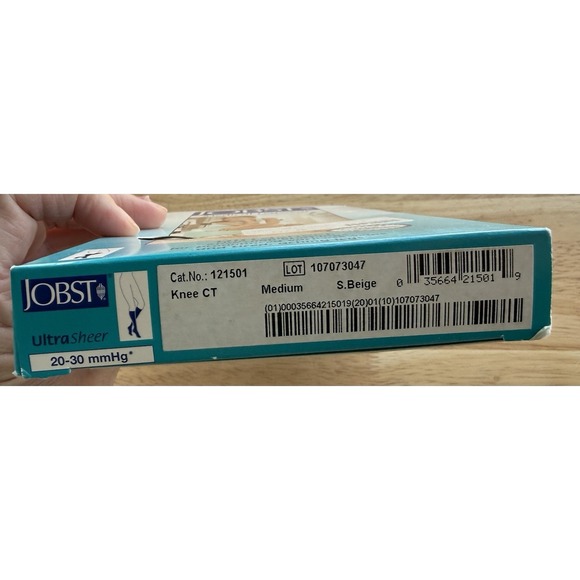 JOBST
UltraSheer
20-30 mmHg*
Cat.No.: 121501 LOT 107073047
Knee CT Medium S.Beige
0 35664 21501 9
(01)00035664215019(20)01(10)107073047